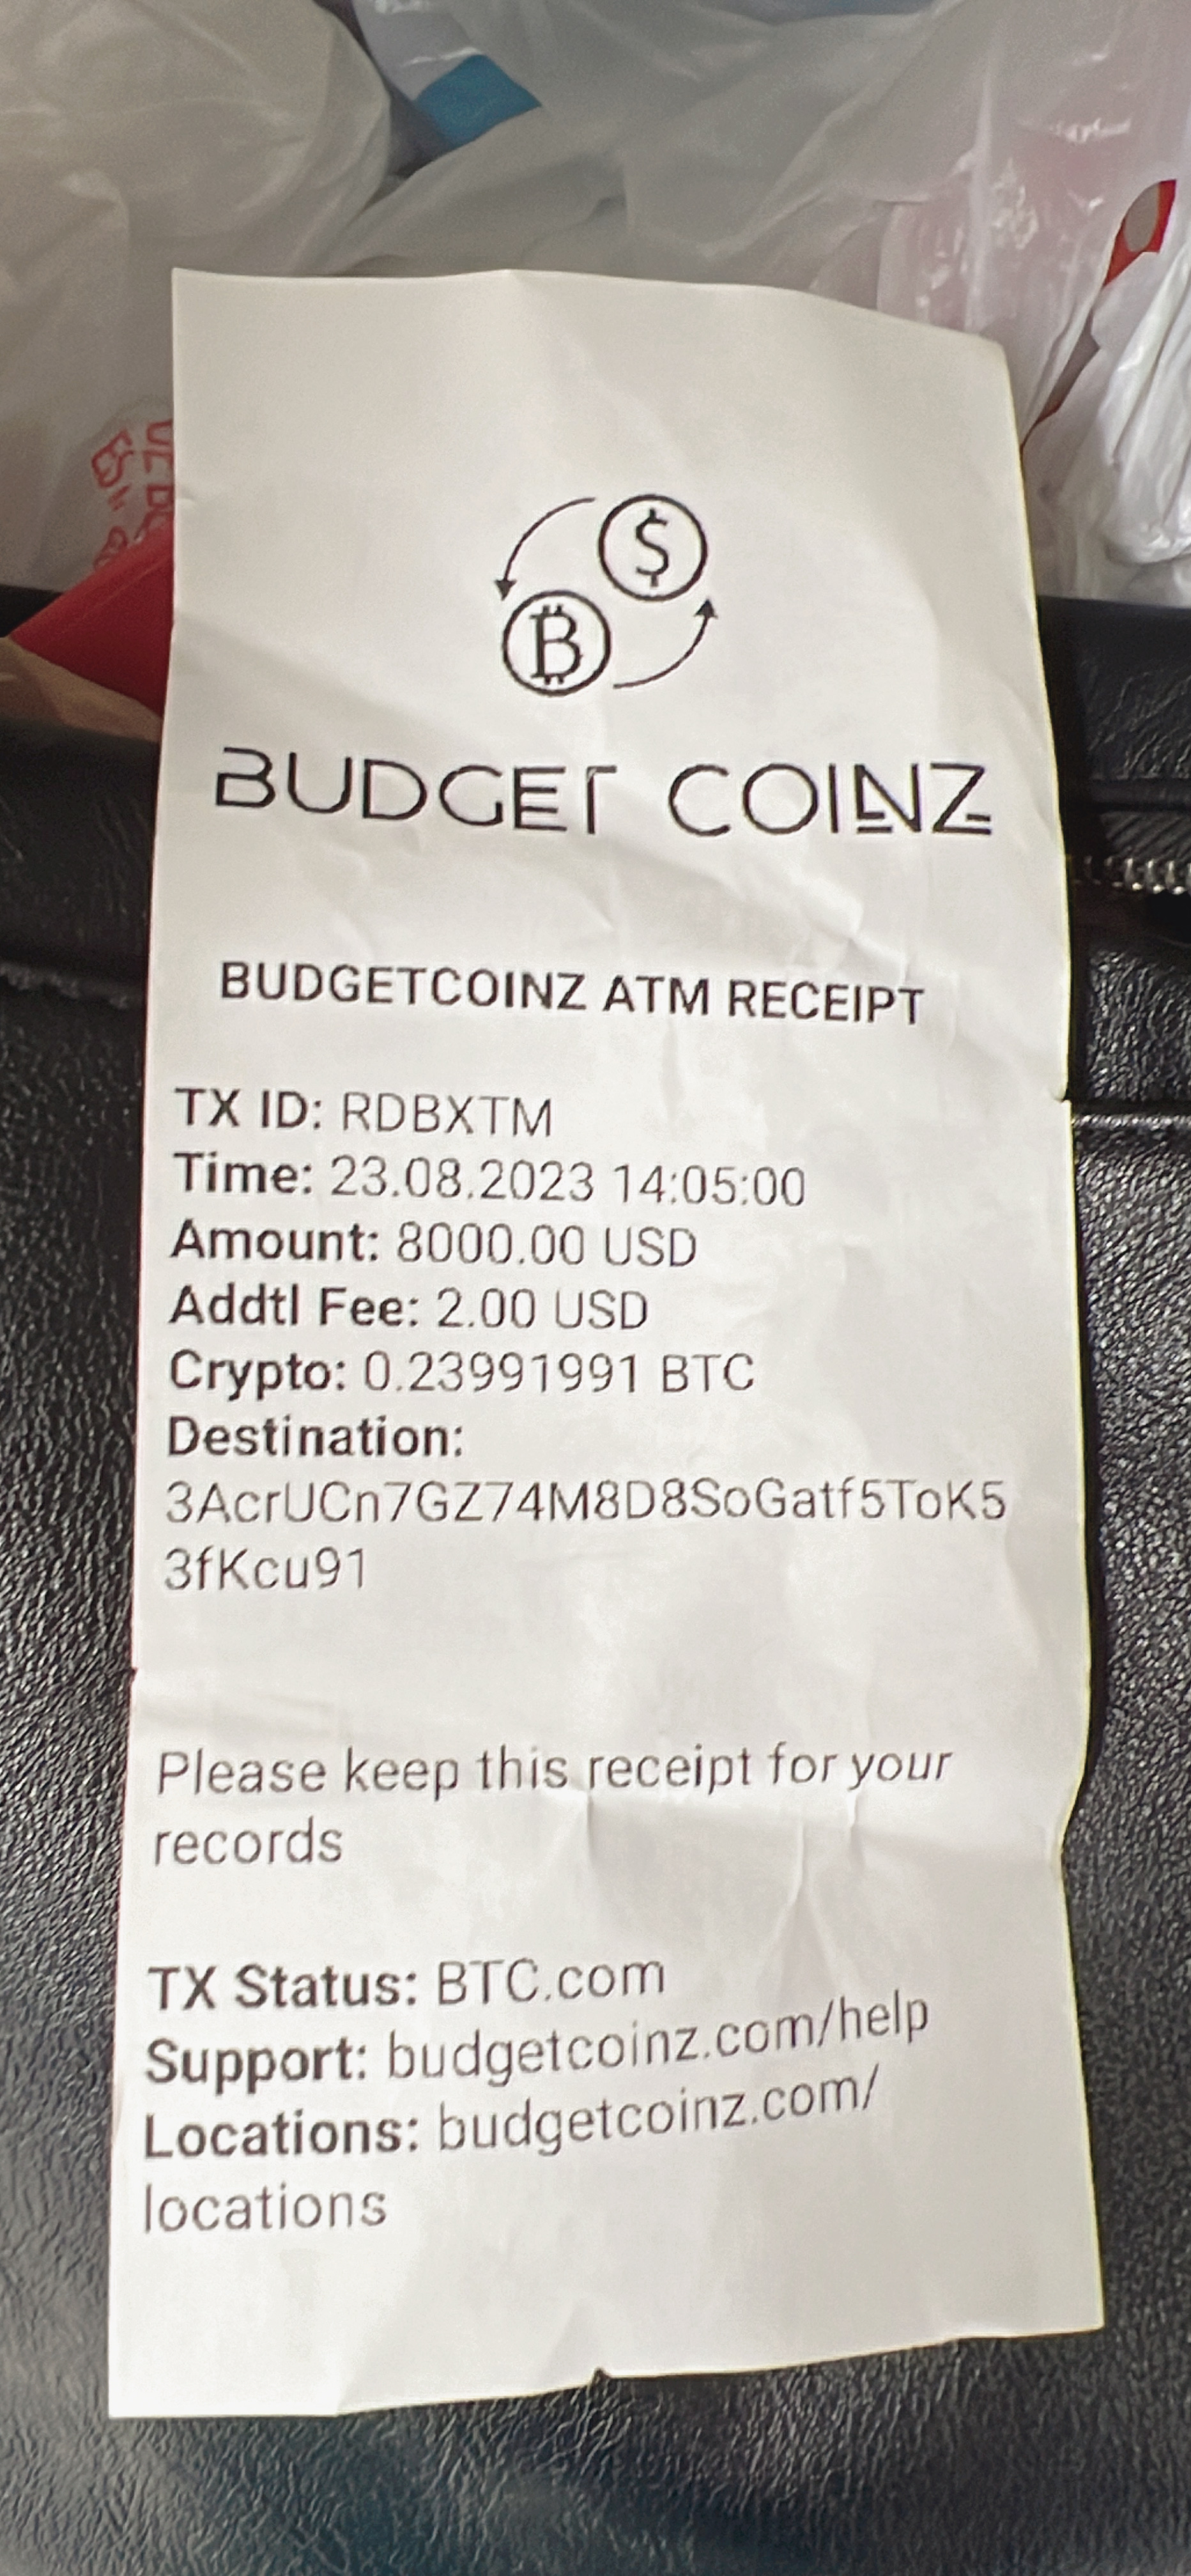 BUDGET COINZ
BUDGETCOINZ ATM RECEIPT
TX ID: RDBXTM
Time: 23.08.2023 14:05:00
Amount: 8000.00 USD
Addtl Fee: 2.00 USD
Crypto: 0.23991991 BTC
Destination:
3AcrUCn7GZ74M8D8SoGatf5ToK5
3fKcu91
Please keep this receipt for your
records
TX Status: BTC.com
Support: budgetcoinz.com/help
Locations: budgetcoinz.com/
locations